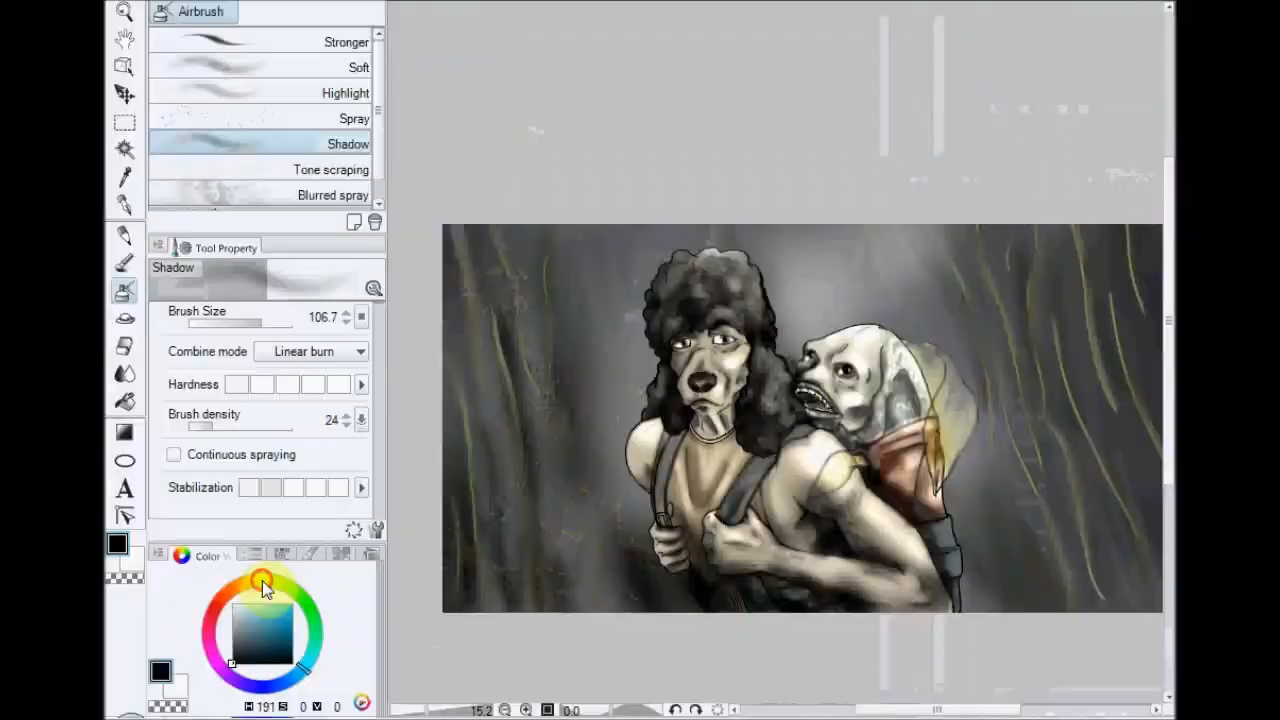 Airbrush
Stronger
Soft
Highlight
Spray
Shadow
Tone scraping
Blurred spray
Tool Property
Shadow
Brush Size 106.7
Combine mode Linear burn
Hardness
Brush density 24
Continuous spraying
Stabilization
Color
H 191 S 0 V 0
15.2 0.0